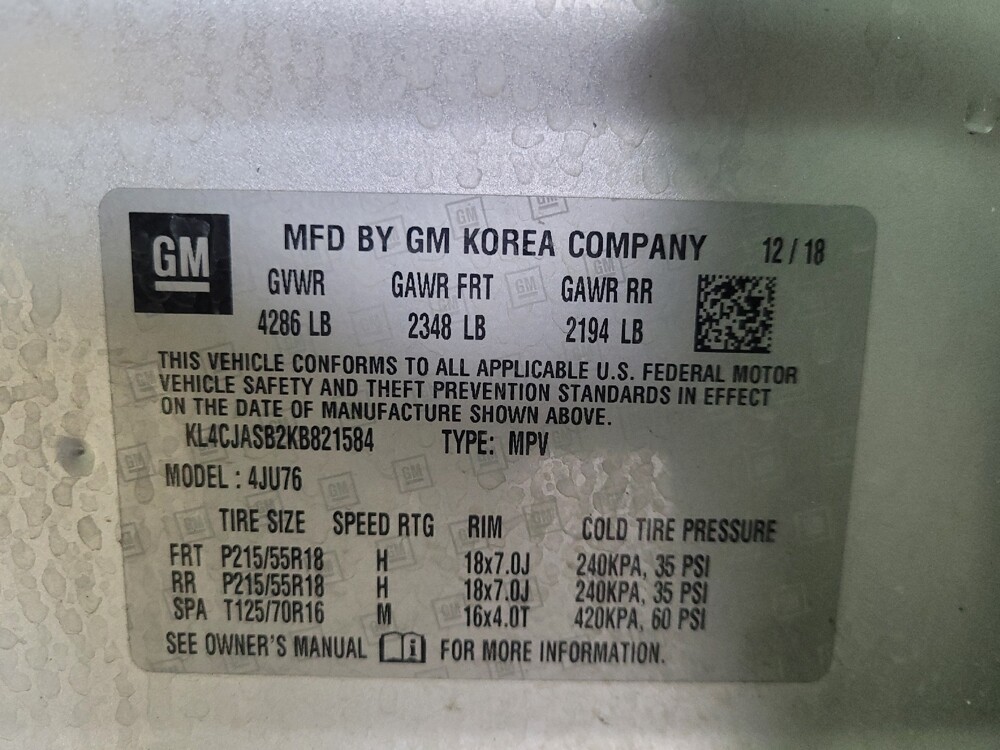 GM
MFD BY GM KOREA COMPANY 12 / 18
GVWR GAWR FRT GAWR RR
4286 LB 2348 LB 2194 LB
THIS VEHICLE CONFORMS TO ALL APPLICABLE U.S. FEDERAL MOTOR
VEHICLE SAFETY AND THEFT PREVENTION STANDARDS IN EFFECT
ON THE DATE OF MANUFACTURE SHOWN ABOVE.
KL4CJASB2KB821584 TYPE: MPV
MODEL : 4JU76
TIRE SIZE SPEED RTG RIM COLD TIRE PRESSURE
FRT P215/55R18 H 18x7.0J 240KPA, 35 PSI
RR P215/55R18 H 18x7.0J 240KPA, 35 PSI
SPA T125/70R16 M 16x4.0T 420KPA, 60 PSI
SEE OWNER'S MANUAL i FOR MORE INFORMATION.